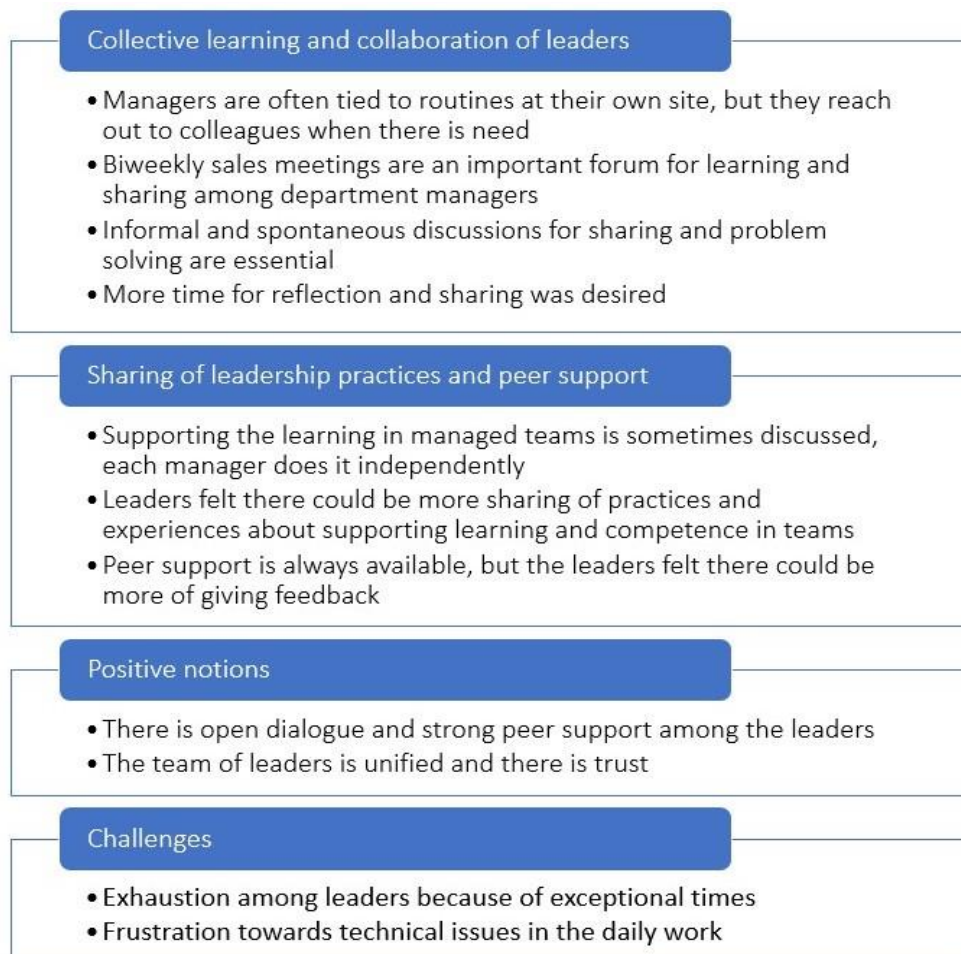 Collective learning and collaboration of leaders
• Managers are often tied to routines at their own site, but they reach
out to colleagues when there is need
• Biweekly sales meetings are an important forum for learning and
sharing among department managers
• Informal and spontaneous discussions for sharing and problem
solving are essential
• More time for reflection and sharing was desired
Sharing of leadership practices and peer support
• Supporting the learning in managed teams is sometimes discussed,
each manager does it independently
• Leaders felt there could be more sharing of practices and
experiences about supporting learning and competence in teams
• Peer support is always available, but the leaders felt there could be
more of giving feedback
Positive notions
• There is open dialogue and strong peer support among the leaders
• The team of leaders is unified and there is trust
Challenges
• Exhaustion among leaders because of exceptional times
• Frustration towards technical issues in the daily work